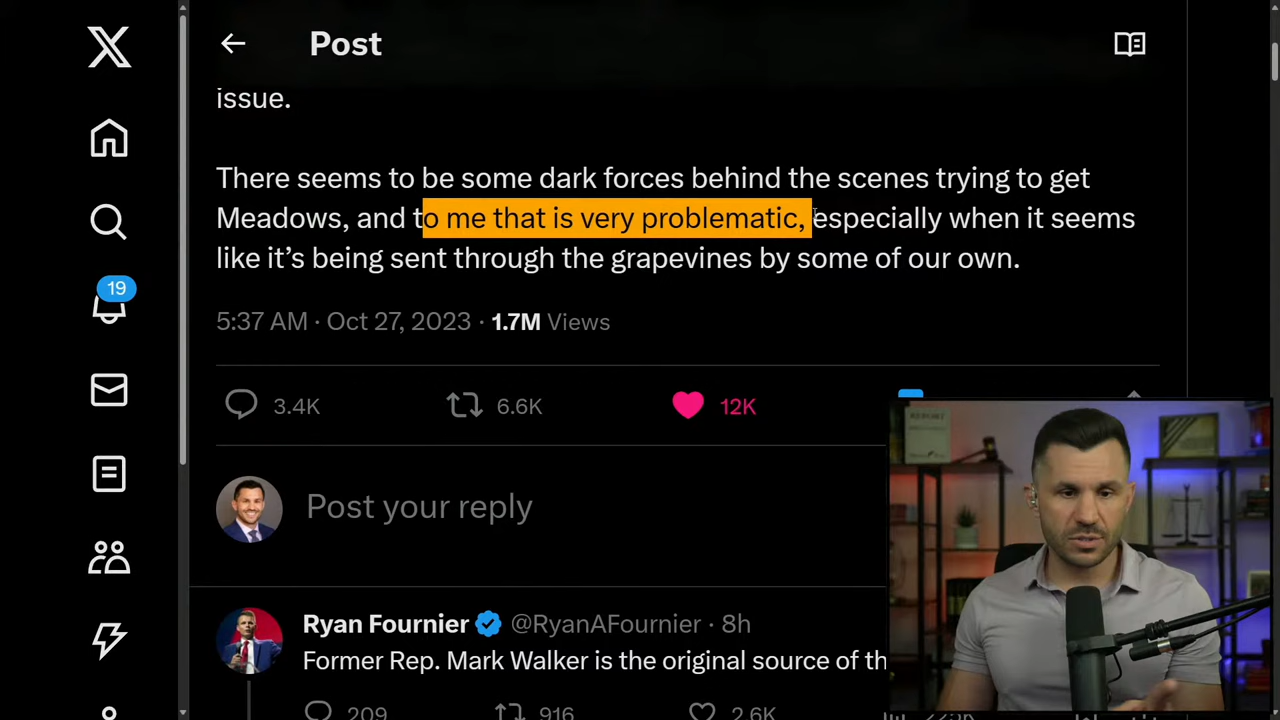 Post
issue.
There seems to be some dark forces behind the scenes trying to get
Meadows, and to me that is very problematic, especially when it seems
like it’s being sent through the grapevines by some of our own.
19
5:37 AM · Oct 27, 2023 · 1.7M Views
3.4K 6.6K 12K
Post your reply
Ryan Fournier @RyanAFournier · 8h
Former Rep. Mark Walker is the original source of th
209 916 2.6K